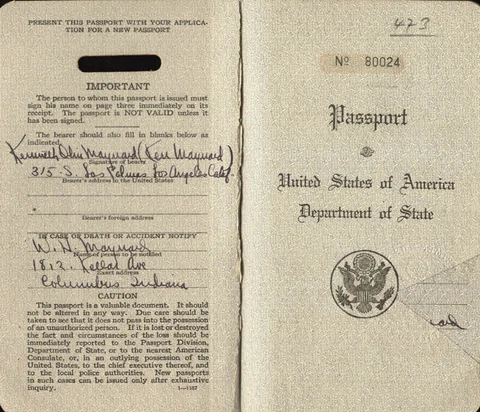 PRESENT THIS PASSPORT WITH YOUR APPLICA-
TION FOR A NEW PASSPORT
IMPORTANT
The person to whom this passport is issued must
sign his name on page three immediately on its
receipt. The passport is NOT VALID unless it
has been signed.
The bearer should also fill in blanks below as
indicated.
Kenneth Olin Maynard (Ken Maynard)
Signature of bearer
315 - S. Las Palmas Los Angeles Calif.
Bearer's address in the United States
Bearer's foreign address
IN CASE OF DEATH OR ACCIDENT NOTIFY
W. H. Maynard
Name of person to be notified
1812. Kellar Ave
Exact address
Columbus Indiana
CAUTION
This passport is a valuable document. It should
not be altered in any way. Due care should be
taken to see that it does not pass into the possession
of an unauthorized person. If it is lost or destroyed
the fact and circumstances of the loss should be
immediately reported to the Passport Division,
Department of State, or to the nearest American
Consulate, or, in an outlying possession of the
United States, to the chief executive thereof, and
to the local police authorities. New passports
in such cases can be issued only after exhaustive
inquiry.
1—1187
473
No 80024
Passport
United States of America
Department of State